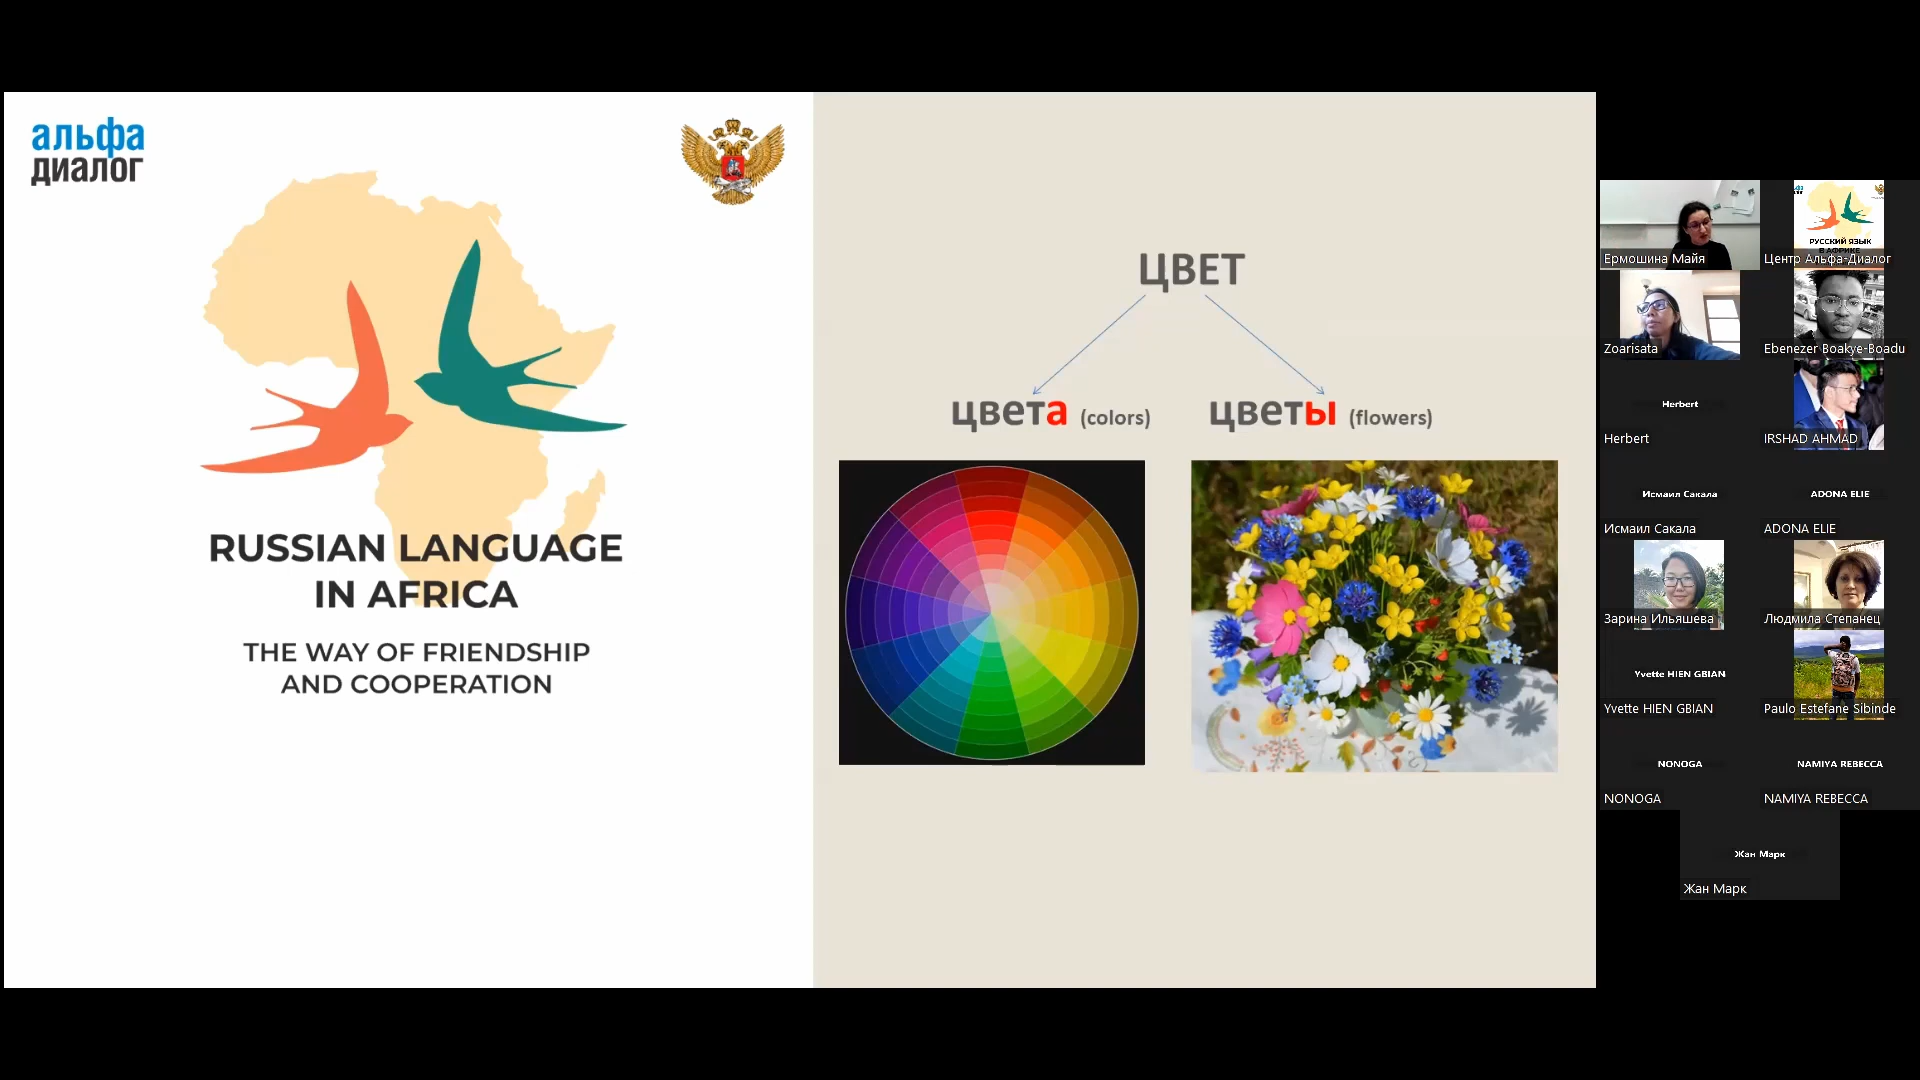 альфа
диалог
RUSSIAN LANGUAGE
IN AFRICA
THE WAY OF FRIENDSHIP
AND COOPERATION
ЦВЕТ
цвета (colors)
цветы (flowers)
Ермошина Майя
РУССКИЙ ЯЗЫК
В АФРИКЕ
Центр Альфа-Диалог
Zoarisata
Ebenezer Boakye-Boadu
Herbert
Herbert
IRSHAD AHMAD
Исмаил Сакала
Исмаил Сакала
ADONA ELIE
ADONA ELIE
Зарина Ильяшева
Людмила Степанец
Yvette HIEN GBIAN
Yvette HIEN GBIAN
Paulo Estefane Sibinde
NONOGA
NONOGA
NAMIYA REBECCA
NAMIYA REBECCA
Жан Марк
Жан Марк